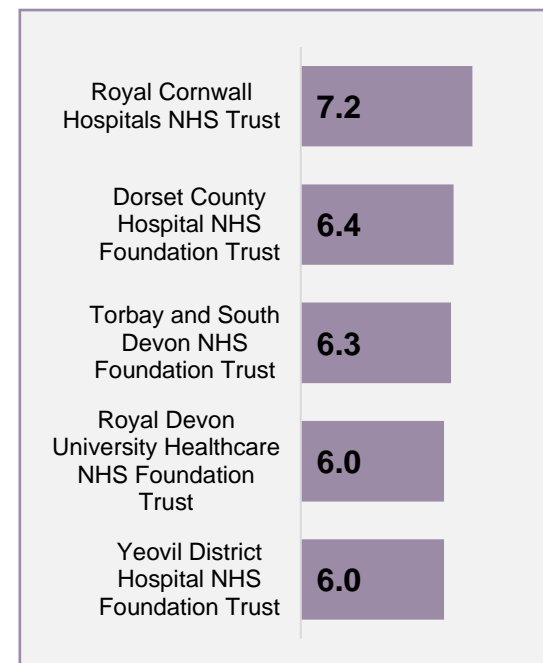 Royal Cornwall
Hospitals NHS Trust
7.2
Dorset County
Hospital NHS
Foundation Trust
6.4
Torbay and South
Devon NHS
Foundation Trust
6.3
Royal Devon
University Healthcare
NHS Foundation
Trust
6.0
Yeovil District
Hospital NHS
Foundation Trust
6.0